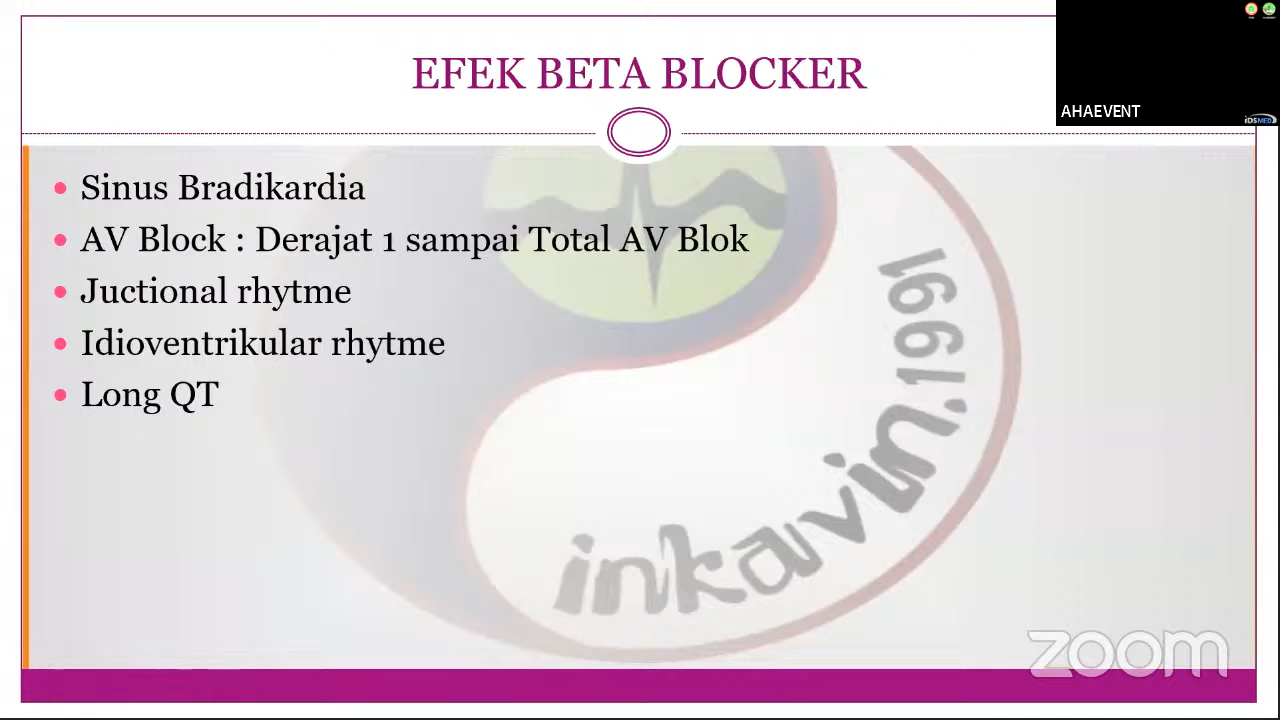 EFEK BETA BLOCKER
AHAEVENT
iDSMED
Sinus Bradikardia
AV Block : Derajat 1 sampai Total AV Blok
Juctional rhytme
Idioventrikular rhytme
Long QT
inkavin.1991
zoom